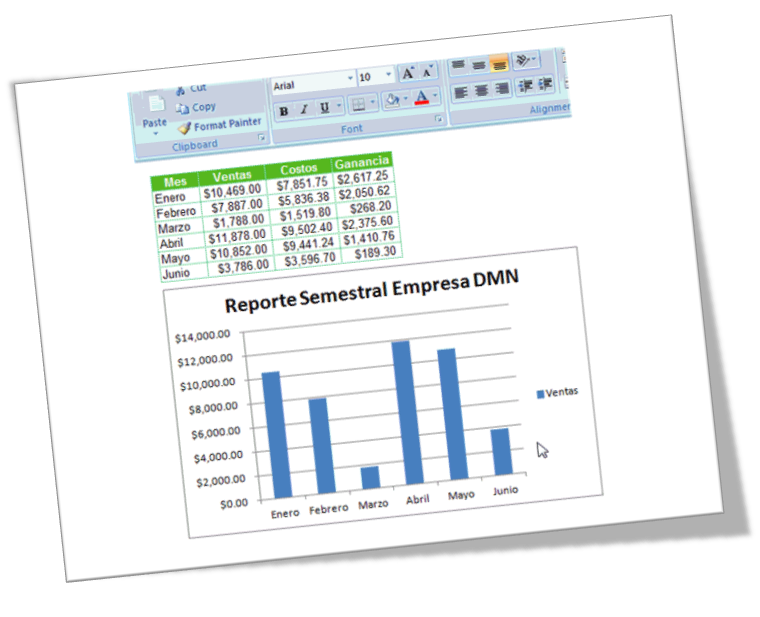 Cut
Copy
Paste
Format Painter
Clipboard
Arial 10 A A
B I U A
Font
Alignmen
Mes Ventas Costos Ganancia
Enero $10,469.00 $7,851.75 $2,617.25
Febrero $7,887.00 $5,836.38 $2,050.62
Marzo $1,788.00 $1,519.80 $268.20
Abril $11,878.00 $9,502.40 $2,375.60
Mayo $10,852.00 $9,441.24 $1,410.76
Junio $3,786.00 $3,596.70 $189.30
Reporte Semestral Empresa DMN
$14,000.00
$12,000.00
$10,000.00
$8,000.00
$6,000.00
$4,000.00
$2,000.00
$0.00
Enero Febrero Marzo Abril Mayo Junio
Ventas